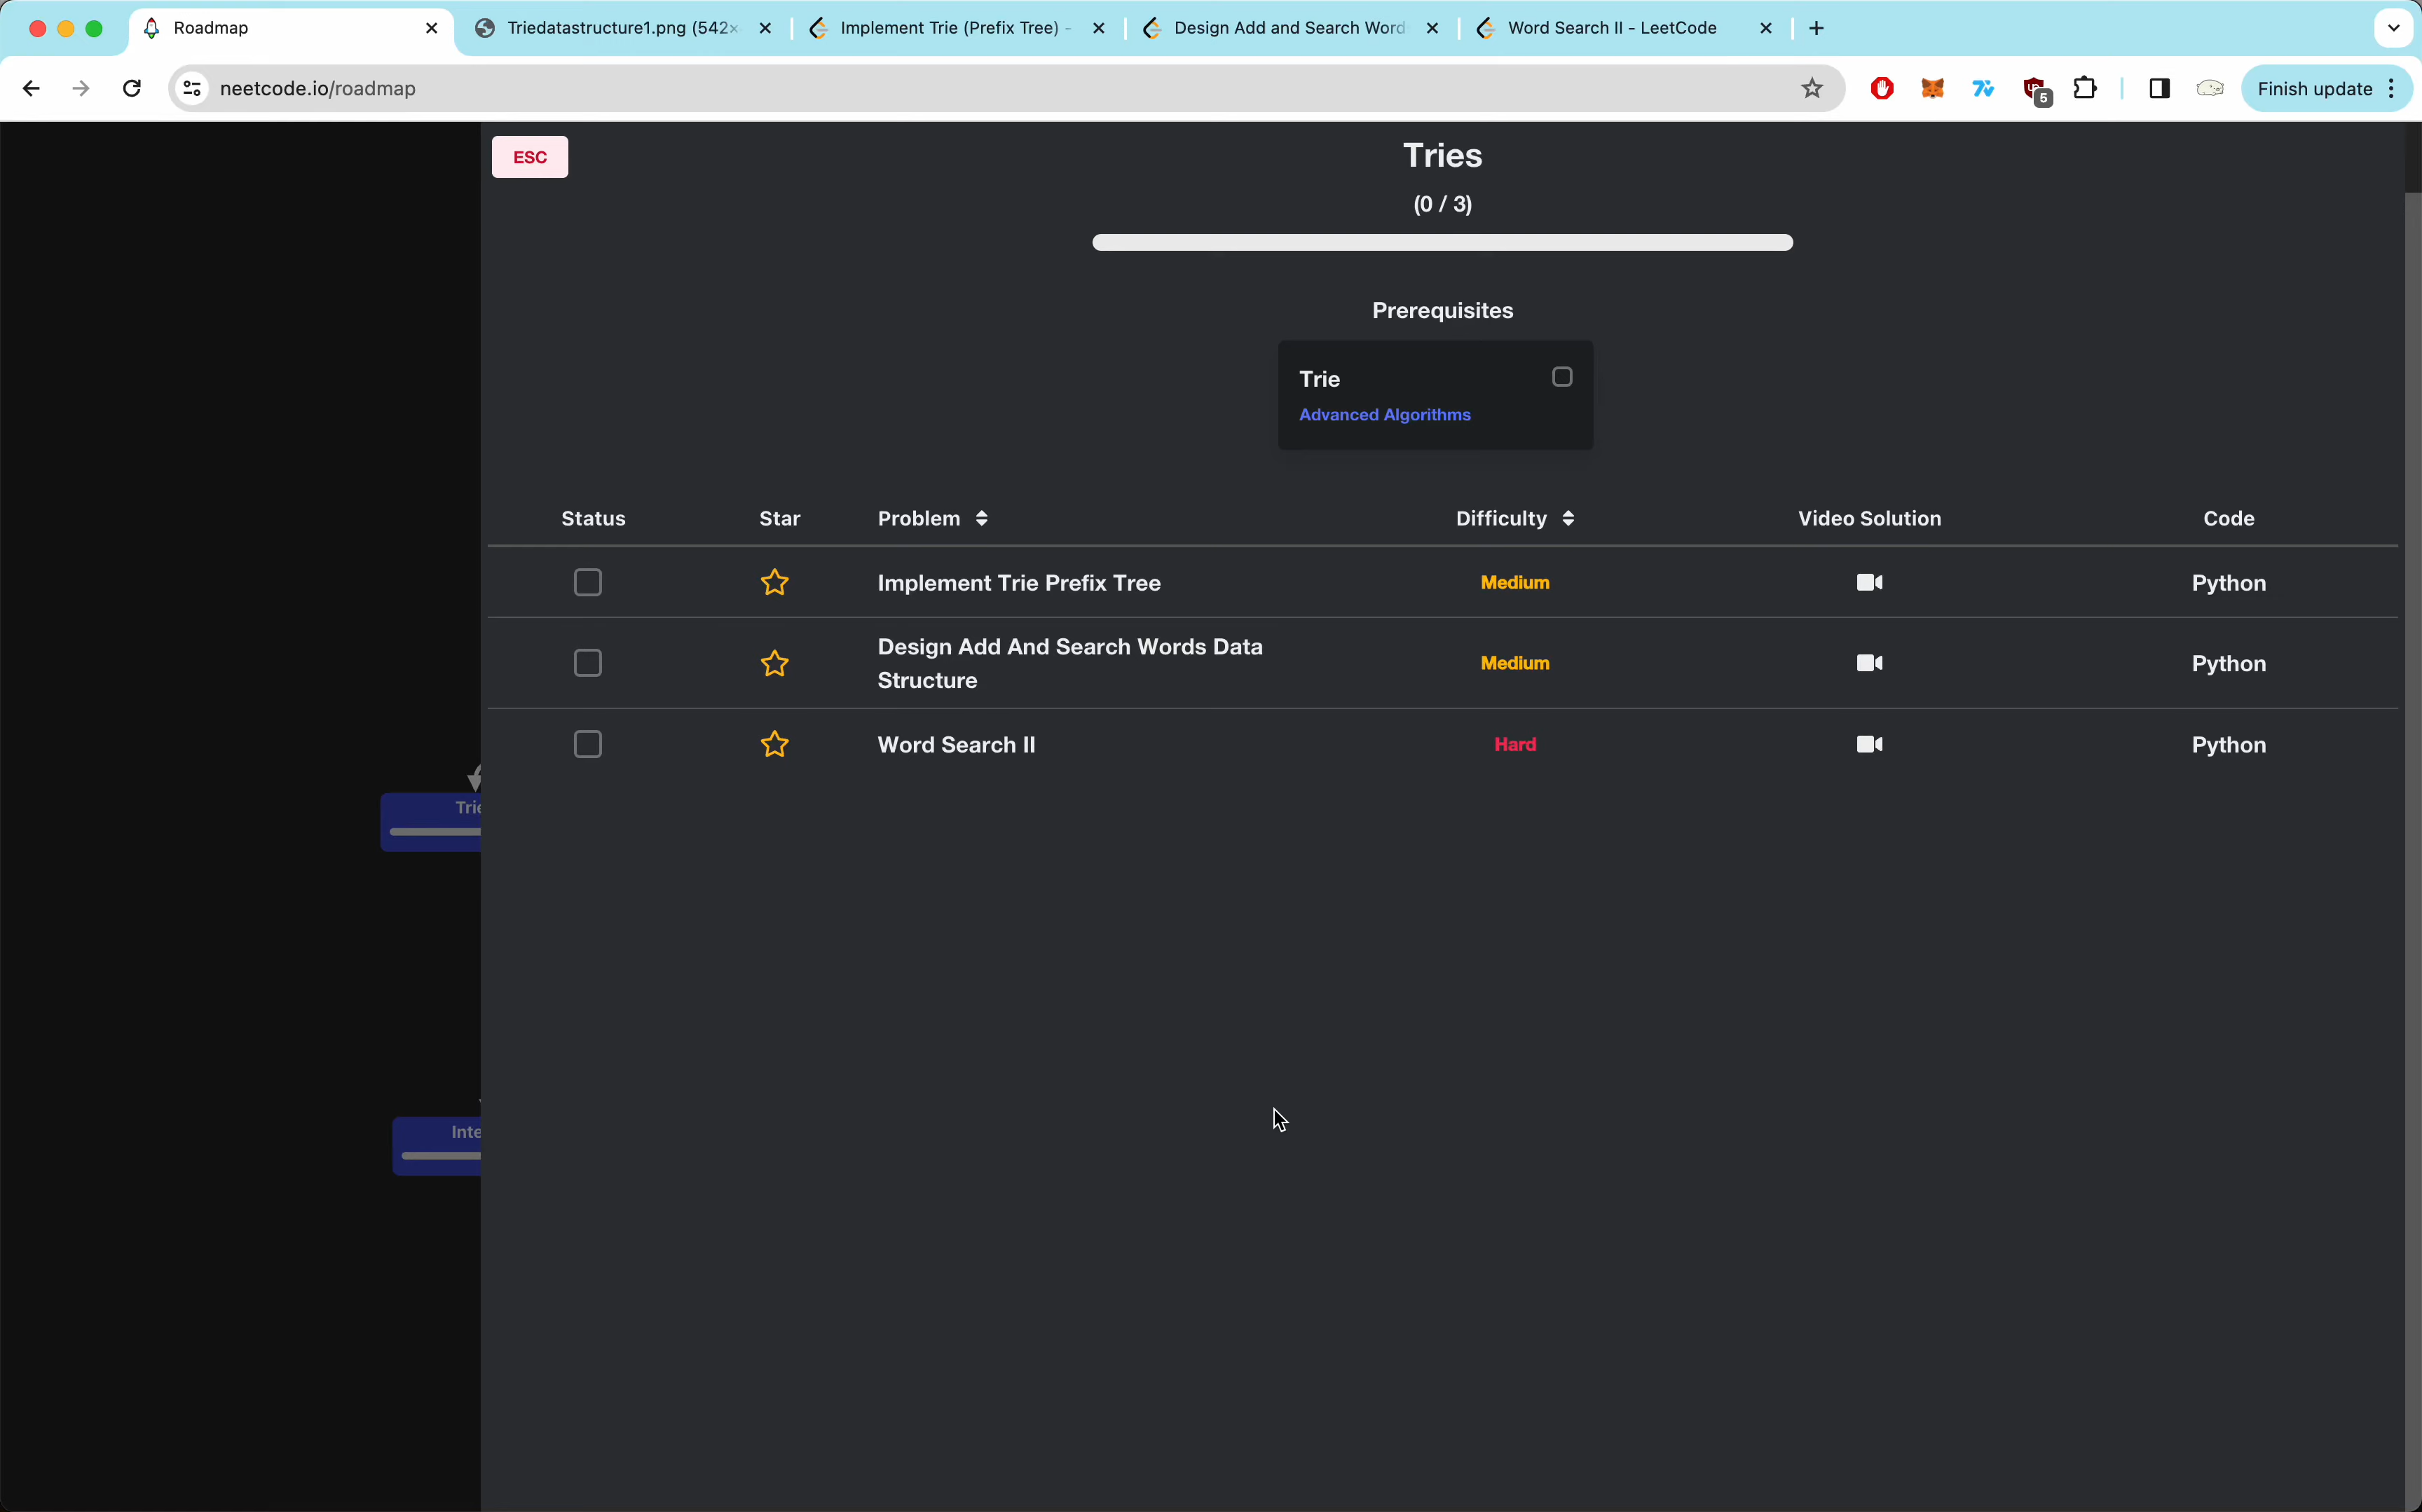 Roadmap
Triedatastructure1.png (542×
Implement Trie (Prefix Tree) -
Design Add and Search Word
Word Search II - LeetCode
neetcode.io/roadmap
5
Finish update
ESC
Tries
(0 / 3)
Prerequisites
Trie
Advanced Algorithms
Status Star Problem Difficulty Video Solution Code
Implement Trie Prefix Tree Medium Python
Design Add And Search Words Data
Structure
Medium Python
Word Search II Hard Python
Trie
Inte